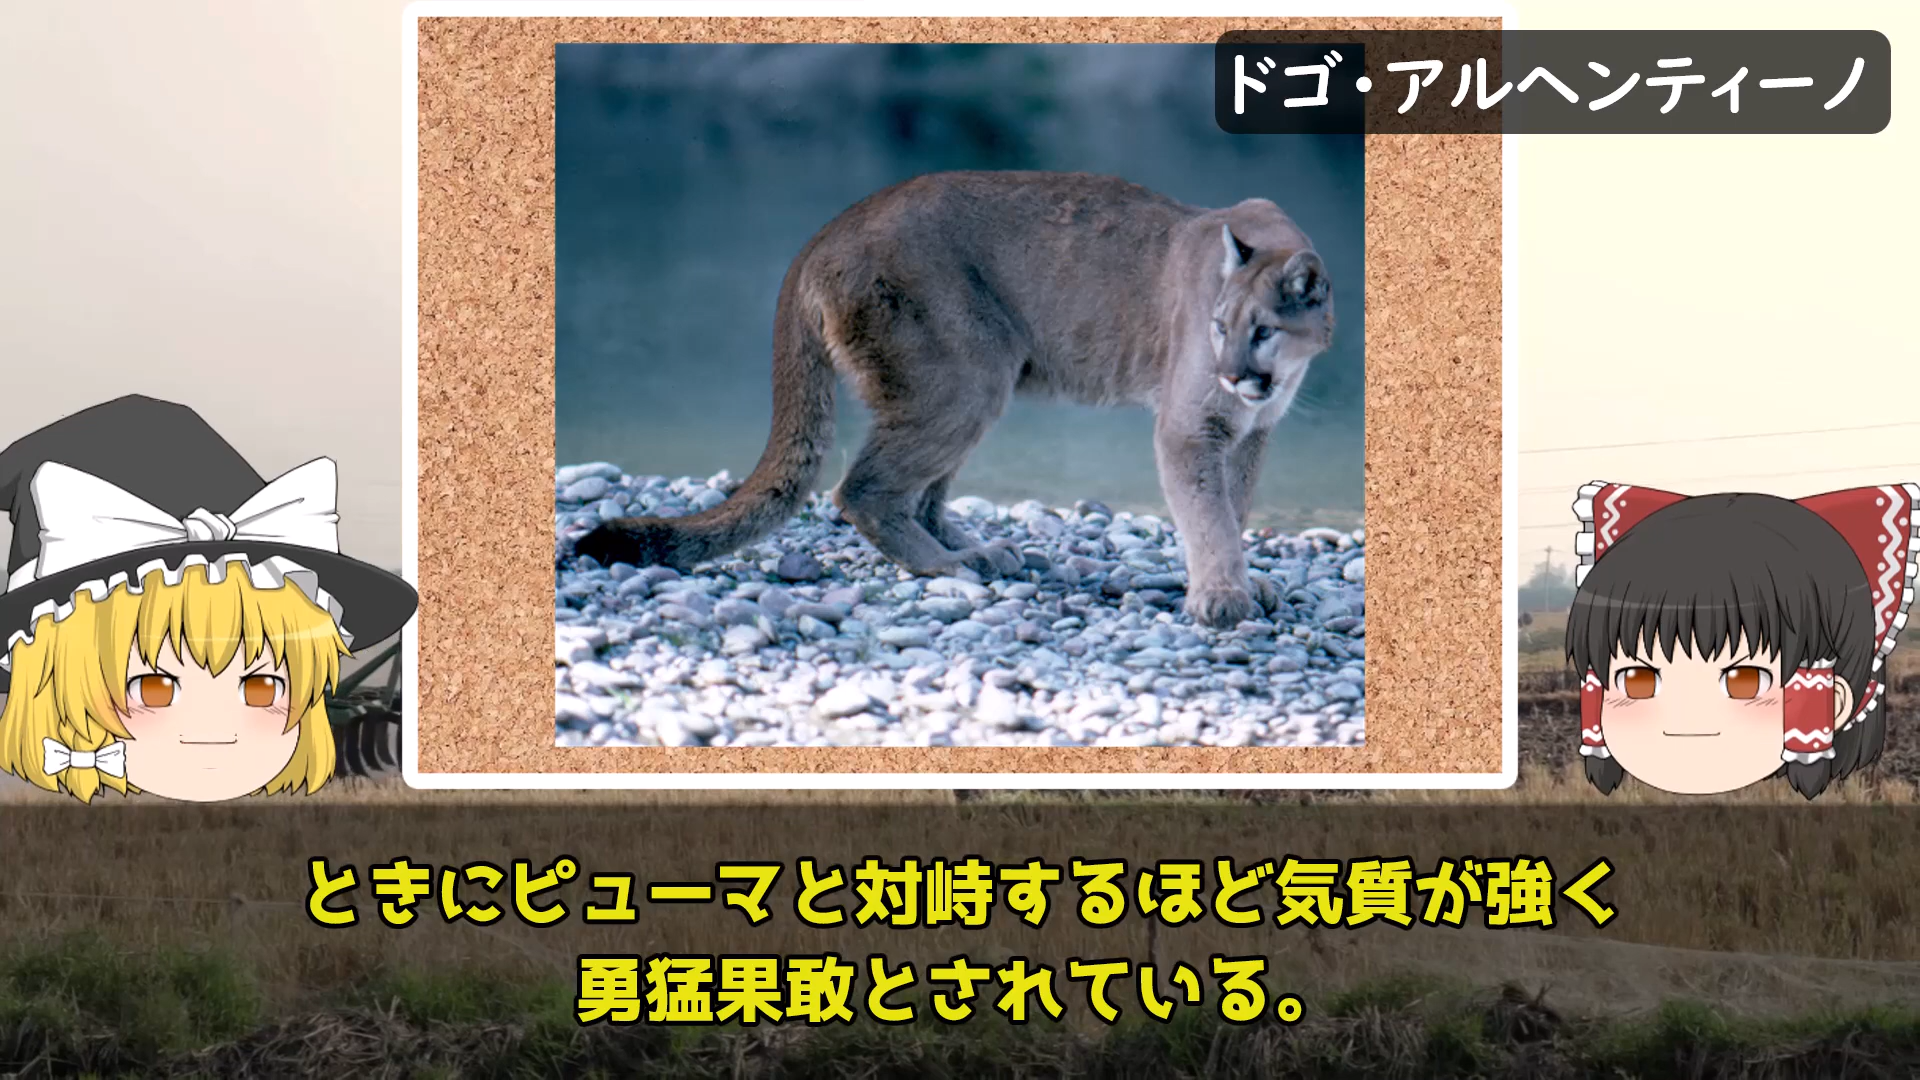 ドゴ・アルヘンティーノ
ときにピューマと対峙するほど気質が強く
勇猛果敢とされている。